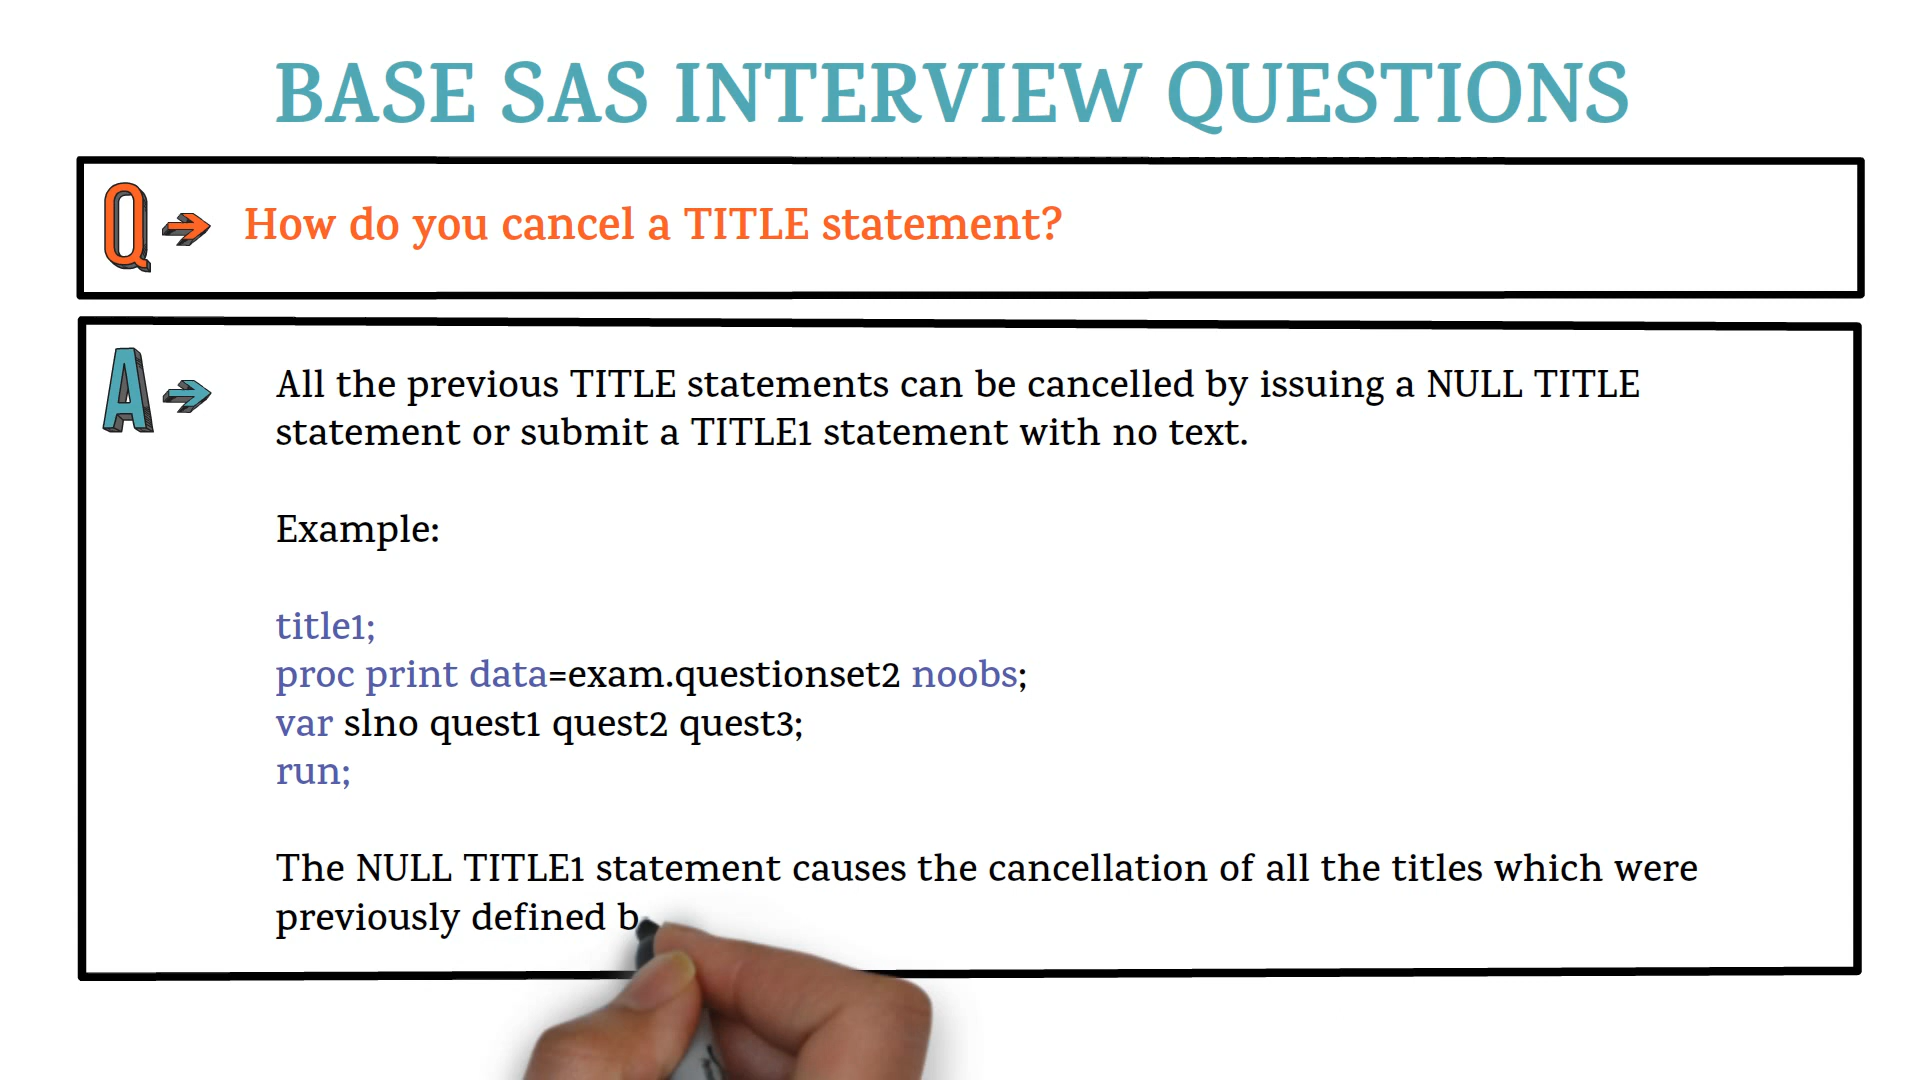 BASE SAS INTERVIEW QUESTIONS
Q
How do you cancel a TITLE statement?
A
All the previous TITLE statements can be cancelled by issuing a NULL TITLE
statement or submit a TITLE1 statement with no text.
Example:
title1;
proc print data=exam.questionset2 noobs;
var slno quest1 quest2 quest3;
run;
The NULL TITLE1 statement causes the cancellation of all the titles which were
previously defined b